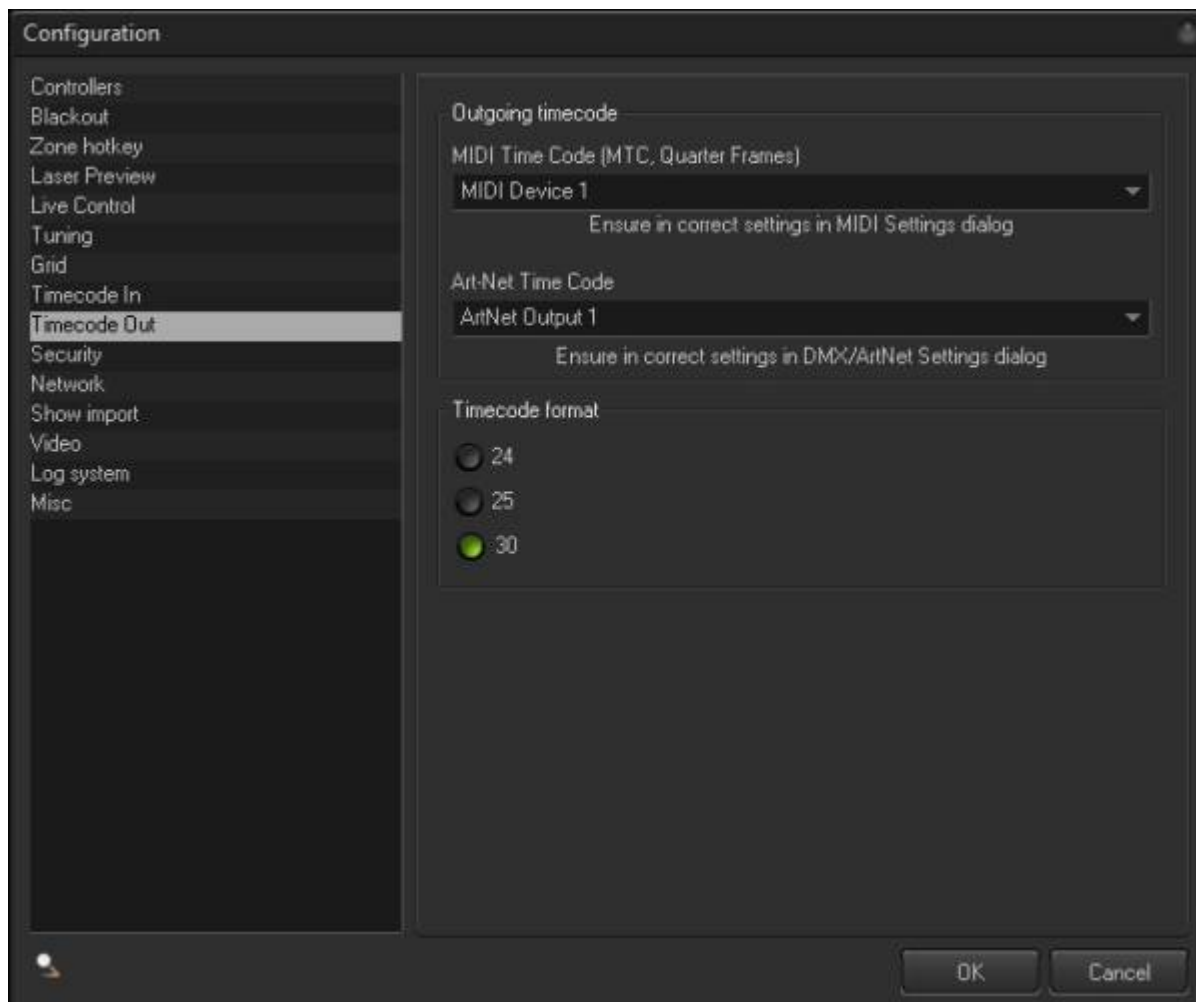 Configuration
Controllers
Blackout
Zone hotkey
Laser Preview
Live Control
Tuning
Grid
Timecode In
Timecode Out
Security
Network
Show import
Video
Log system
Misc
Outgoing timecode
MIDI Time Code (MTC, Quarter Frames)
MIDI Device 1
Ensure in correct settings in MIDI Settings dialog
Art-Net Time Code
ArtNet Output 1
Ensure in correct settings in DMX/ArtNet Settings dialog
Timecode format
24
25
30
OK
Cancel